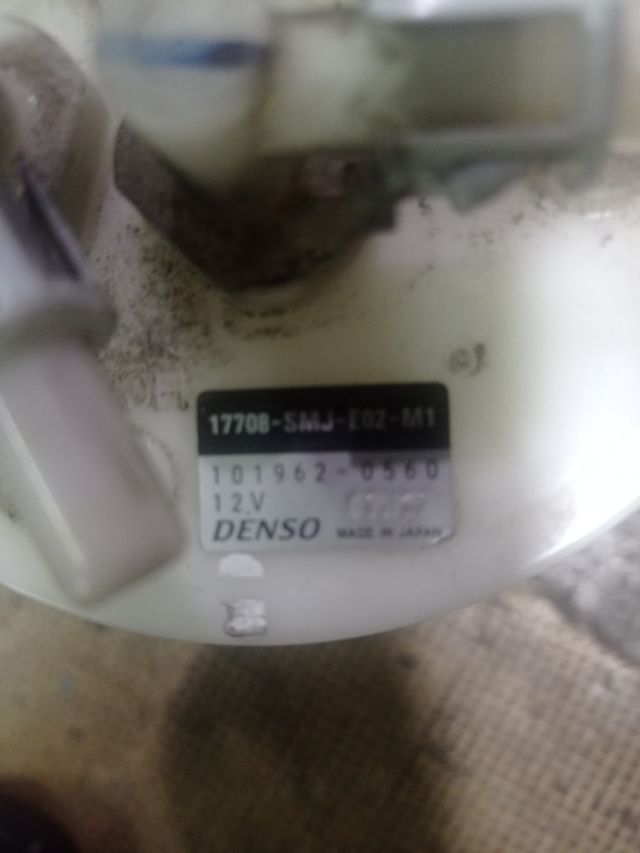 17708-SMJ-E02-M1
101962-0560
12V
DENSO MADE IN JAPAN